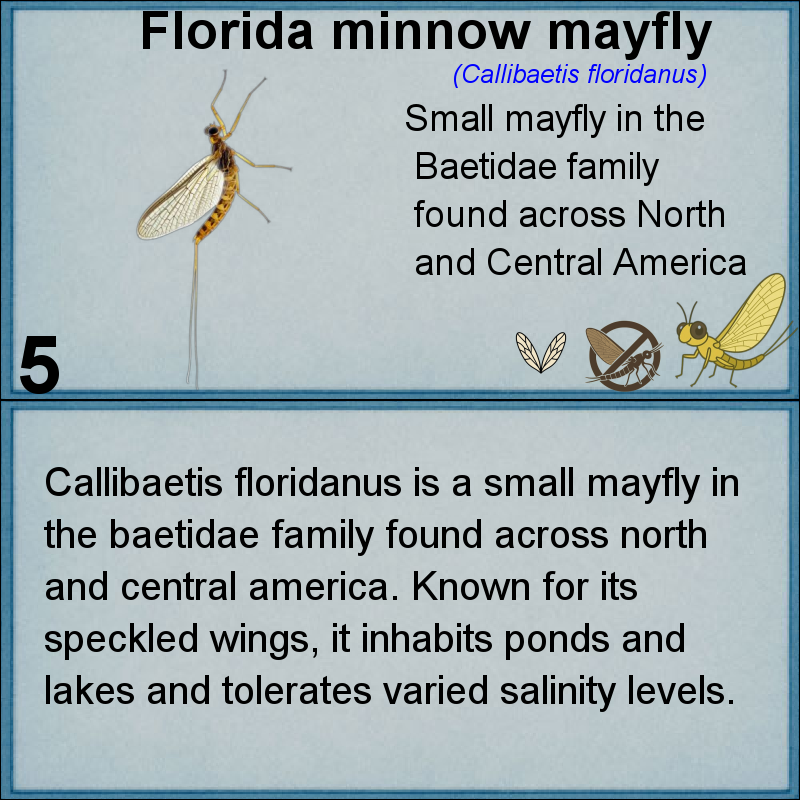 Florida minnow mayfly
(Callibaetis floridanus)
Small mayfly in the
Baetidae family
found across North
and Central America
5
Callibaetis floridanus is a small mayfly in
the baetidae family found across north
and central america. Known for its
speckled wings, it inhabits ponds and
lakes and tolerates varied salinity levels.